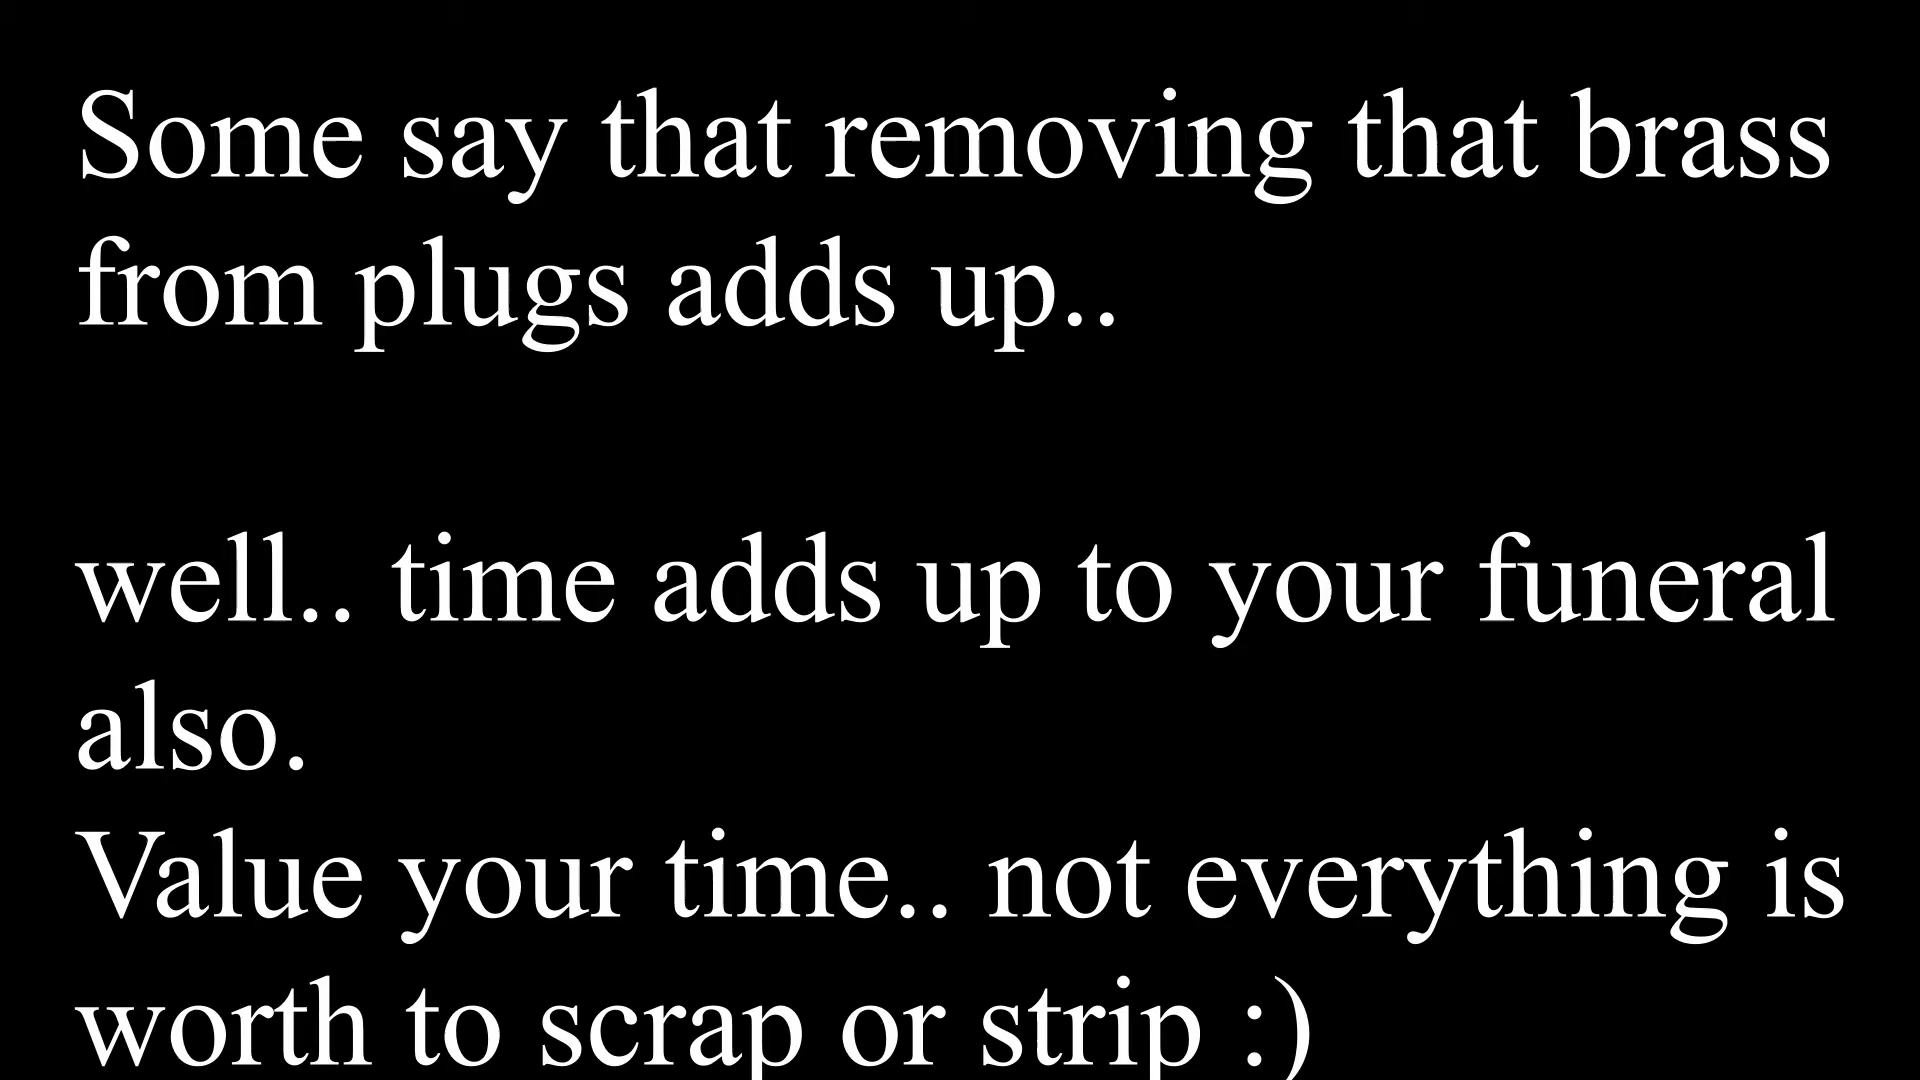 Some say that removing that brass
from plugs adds up..
well.. time adds up to your funeral
also.
Value your time.. not everything is
worth to scrap or strip :)